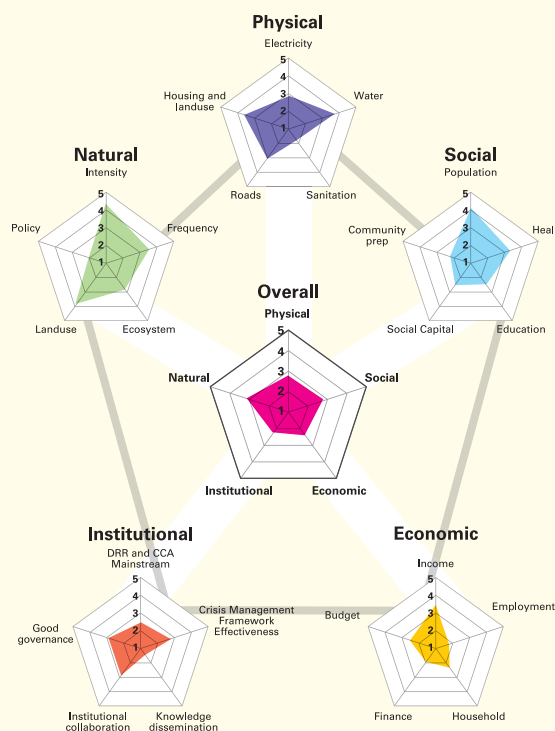 Physical
Electricity
5
4
3
2
1
Housing and
landuse
Water
Roads
Sanitation
Natural
Intensity
5
4
3
2
1
Policy
Frequency
Landuse
Ecosystem
Social
Population
5
4
3
2
1
Community
prep
Heal
Social Capital
Education
Overall
Physical
5
4
3
2
1
Natural
Social
Institutional
Economic
Institutional
DRR and CCA
Mainstream
5
4
3
2
1
Good
governance
Crisis Management
Framework
Effectiveness
Institutional
collaboration
Knowledge
dissemination
Economic
Income
5
4
3
2
1
Budget
Employment
Finance
Household